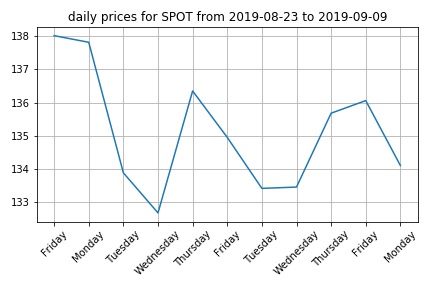 daily prices for SPOT from 2019-08-23 to 2019-09-09
138
137
136
135
134
133
Friday
Monday
Tuesday
Wednesday
Thursday
Friday
Tuesday
Wednesday
Thursday
Friday
Monday